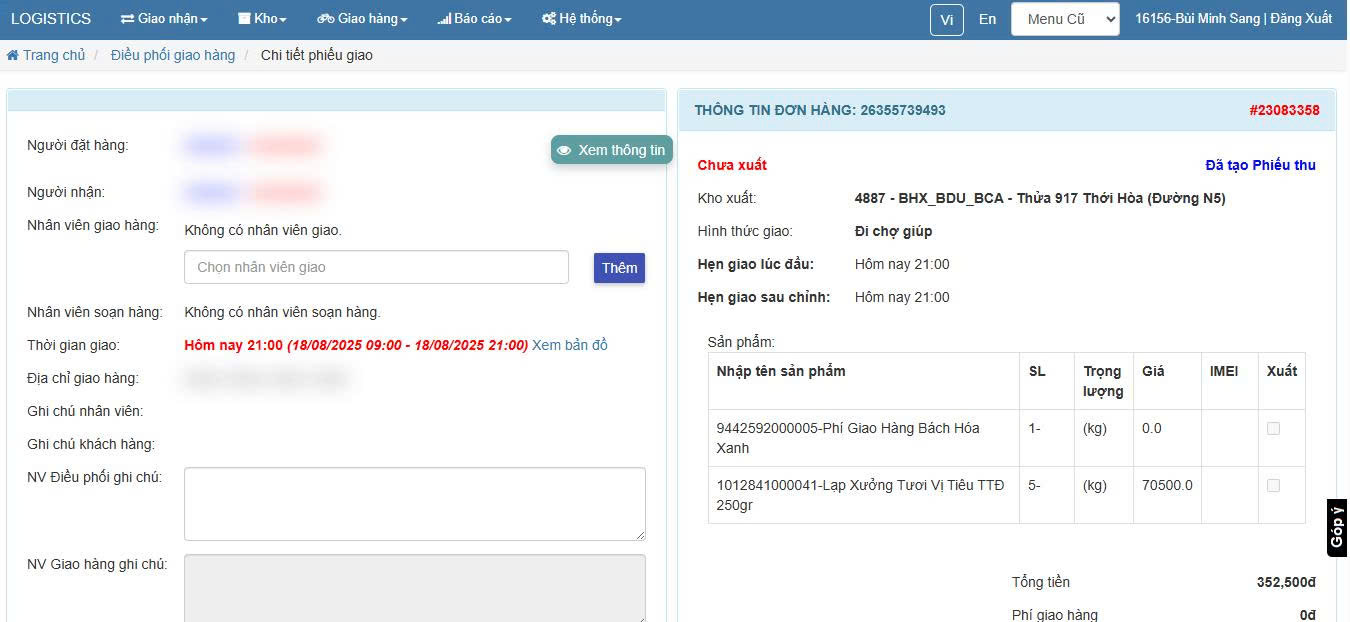 LOGISTICS Giao nhận Kho Giao hàng Báo cáo Hệ thống Vi En Menu Cũ 16156-Bùi Minh Sang | Đăng Xuất
Trang chủ / Điều phối giao hàng / Chi tiết phiếu giao
Người đặt hàng:
Xem thông tin
Người nhận:
Nhân viên giao hàng: Không có nhân viên giao.
Chọn nhân viên giao Thêm
Nhân viên soạn hàng: Không có nhân viên soạn hàng.
Thời gian giao: Hôm nay 21:00 (18/08/2025 09:00 - 18/08/2025 21:00) Xem bản đồ
Địa chỉ giao hàng:
Ghi chú nhân viên:
Ghi chú khách hàng:
NV Điều phối ghi chú:
NV Giao hàng ghi chú:
THÔNG TIN ĐƠN HÀNG: 26355739493 #23083358
Chưa xuất Đã tạo Phiếu thu
Kho xuất: 4887 - BHX_BDU_BCA - Thửa 917 Thới Hòa (Đường N5)
Hình thức giao: Đi chợ giúp
Hẹn giao lúc đầu: Hôm nay 21:00
Hẹn giao sau chỉnh: Hôm nay 21:00
Sản phẩm:
Nhập tên sản phẩm SL Trọng lượng Giá IMEI Xuất
9442592000005-Phí Giao Hàng Bách Hóa Xanh 1- (kg) 0.0
1012841000041-Lạp Xưởng Tươi Vị Tiêu TTĐ 250gr 5- (kg) 70500.0
Tổng tiền 352,500đ
Phí giao hàng 0đ
Góp ý